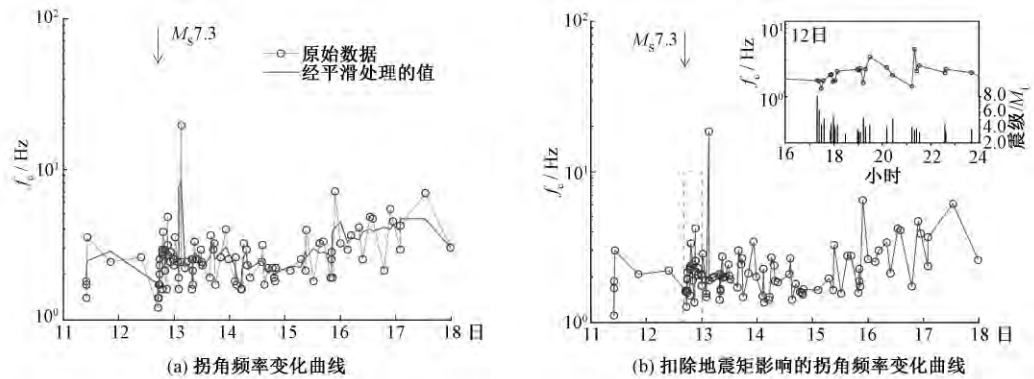 10²
Mₛ7.3
原始数据
经平滑处理的值
f꜀ / Hz
10¹
10⁰
11 12 13 14 15 16 17 18 日
(a) 拐角频率变化曲线
10²
Mₛ7.3
12日
10¹
f꜀ / Hz
10⁰
8.0
6.0
4.0
2.0
震级/M_L
16 18 20 22 24
小时
f꜀ / Hz
10¹
10⁰
11 12 13 14 15 16 17 18 日
(b) 扣除地震矩影响的拐角频率变化曲线